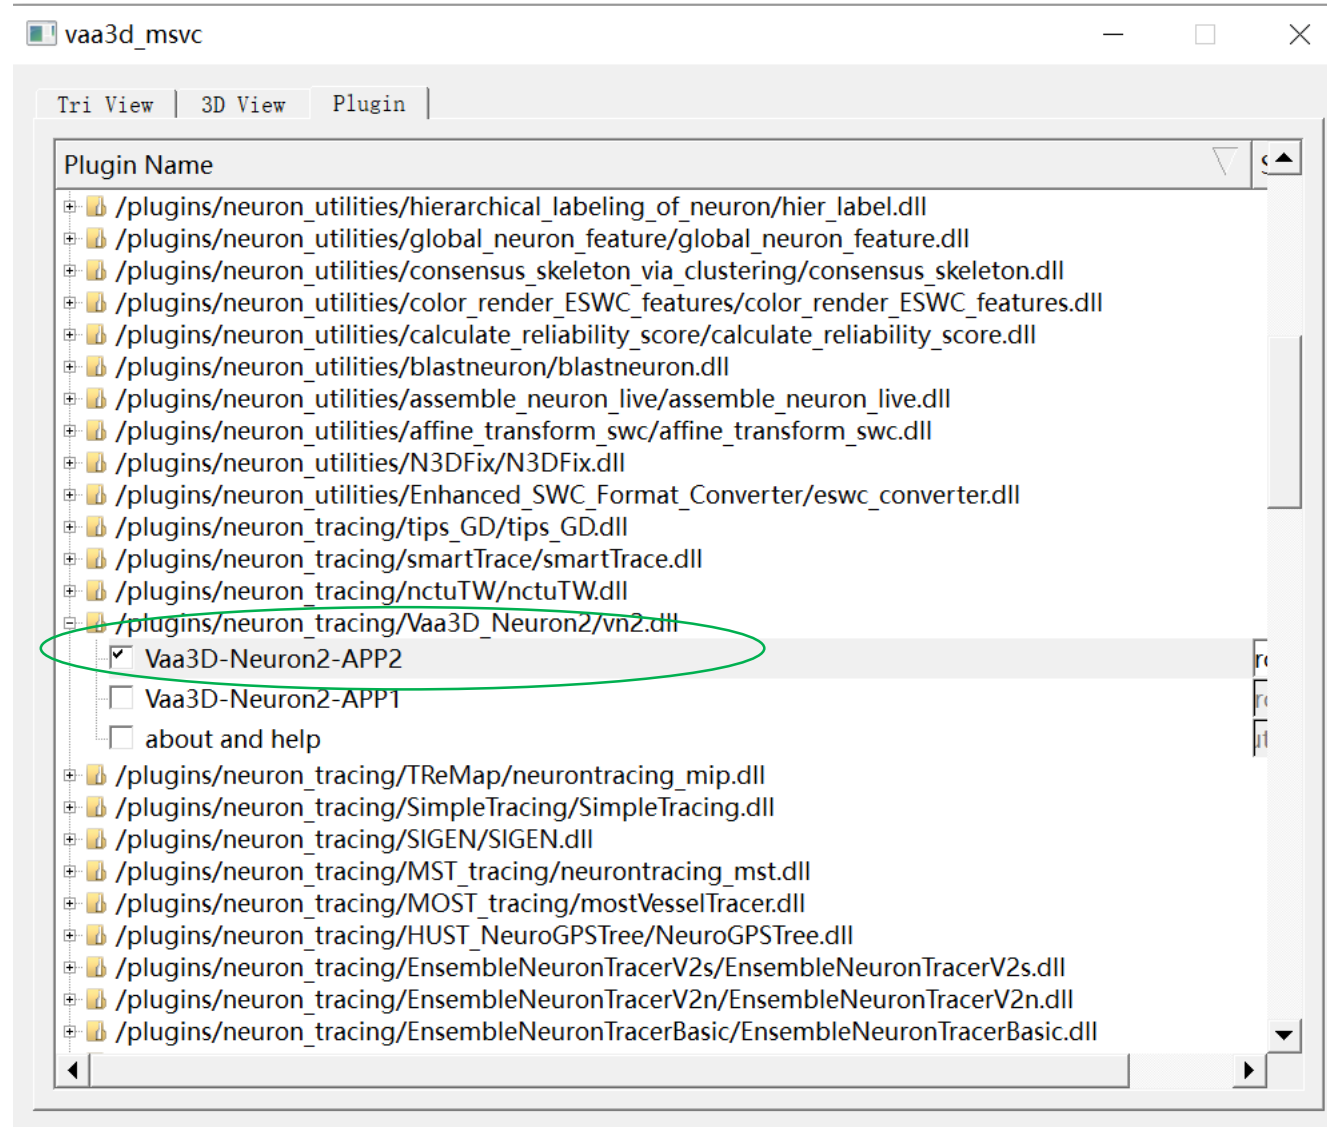 vaa3d_msvc
Tri View 3D View Plugin
Plugin Name
/plugins/neuron_utilities/hierarchical_labeling_of_neuron/hier_label.dll
/plugins/neuron_utilities/global_neuron_feature/global_neuron_feature.dll
/plugins/neuron_utilities/consensus_skeleton_via_clustering/consensus_skeleton.dll
/plugins/neuron_utilities/color_render_ESWC_features/color_render_ESWC_features.dll
/plugins/neuron_utilities/calculate_reliability_score/calculate_reliability_score.dll
/plugins/neuron_utilities/blastneuron/blastneuron.dll
/plugins/neuron_utilities/assemble_neuron_live/assemble_neuron_live.dll
/plugins/neuron_utilities/affine_transform_swc/affine_transform_swc.dll
/plugins/neuron_utilities/N3DFix/N3DFix.dll
/plugins/neuron_utilities/Enhanced_SWC_Format_Converter/eswc_converter.dll
/plugins/neuron_tracing/tips_GD/tips_GD.dll
/plugins/neuron_tracing/smartTrace/smartTrace.dll
/plugins/neuron_tracing/nctuTW/nctuTW.dll
/plugins/neuron_tracing/Vaa3D_Neuron2/vn2.dll
Vaa3D-Neuron2-APP2
Vaa3D-Neuron2-APP1
about and help
/plugins/neuron_tracing/TReMap/neurontracing_mip.dll
/plugins/neuron_tracing/SimpleTracing/SimpleTracing.dll
/plugins/neuron_tracing/SIGEN/SIGEN.dll
/plugins/neuron_tracing/MST_tracing/neurontracing_mst.dll
/plugins/neuron_tracing/MOST_tracing/mostVesselTracer.dll
/plugins/neuron_tracing/HUST_NeuroGPSTree/NeuroGPSTree.dll
/plugins/neuron_tracing/EnsembleNeuronTracerV2s/EnsembleNeuronTracerV2s.dll
/plugins/neuron_tracing/EnsembleNeuronTracerV2n/EnsembleNeuronTracerV2n.dll
/plugins/neuron_tracing/EnsembleNeuronTracerBasic/EnsembleNeuronTracerBasic.dll